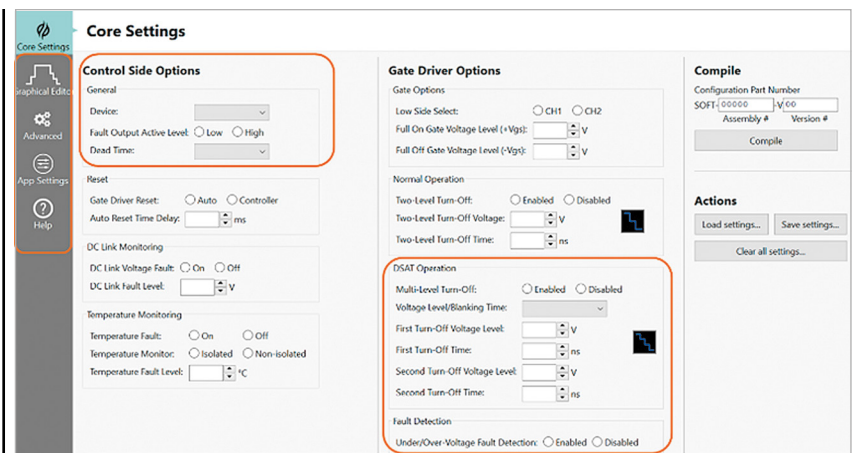 Core Settings
Core Settings
Graphical Edito
Advanced
App Settings
Help
Control Side Options
General
Device:
Fault Output Active Level: Low High
Dead Time:
Reset
Gate Driver Reset: Auto Controller
Auto Reset Time Delay: ms
DC Link Monitoring
DC Link Voltage Fault: On Off
DC Link Fault Level: V
Temperature Monitoring
Temperature Fault: On Off
Temperature Monitor: Isolated Non-isolated
Temperature Fault Level: °C
Gate Driver Options
Gate Options
Low Side Select: CH1 CH2
Full On Gate Voltage Level (+Vgs): V
Full Off Gate Voltage Level (-Vgs): V
Normal Operation
Two-Level Turn-Off: Enabled Disabled
Two-Level Turn-Off Voltage: V
Two-Level Turn-Off Time: ns
DSAT Operation
Multi-Level Turn-Off: Enabled Disabled
Voltage Level/Blanking Time:
First Turn-Off Voltage Level: V
First Turn-Off Time: ns
Second Turn-Off Voltage Level: V
Second Turn-Off Time: ns
Fault Detection
Under/Over-Voltage Fault Detection: Enabled Disabled
Compile
Configuration Part Number
SOFT- 00000 -V 00
Assembly # Version #
Compile
Actions
Load settings... Save settings...
Clear all settings...